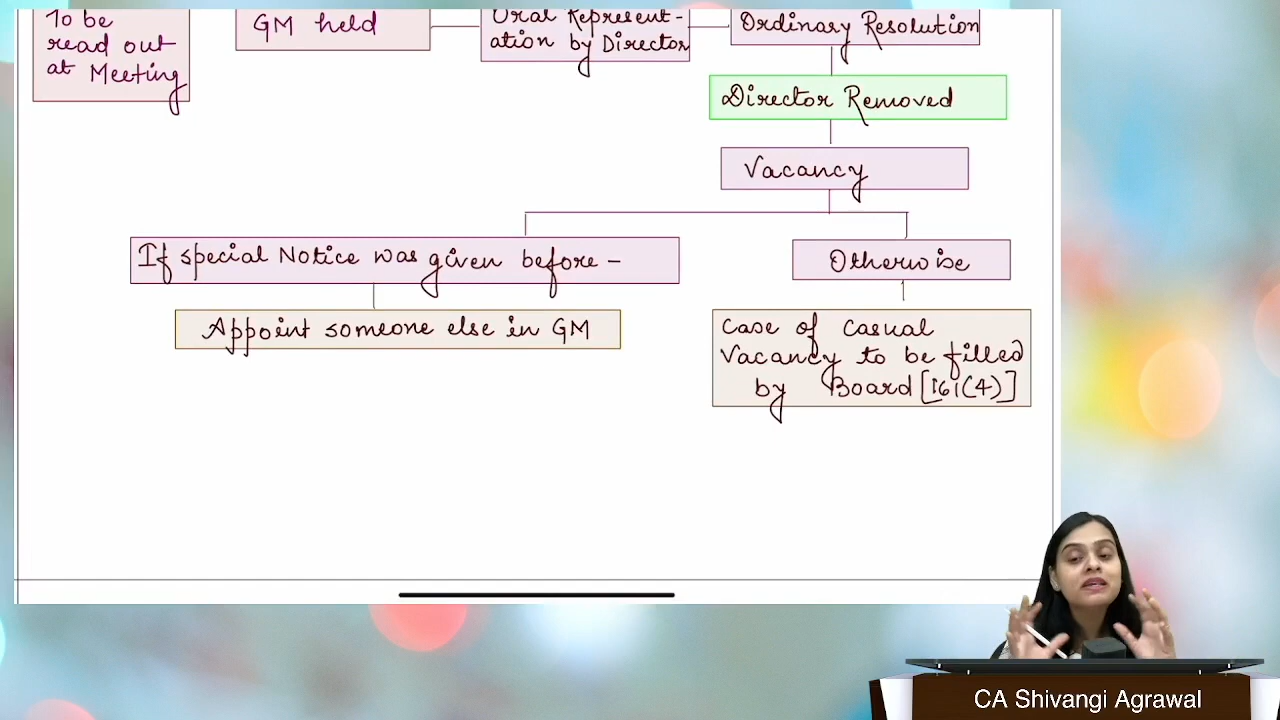 To be
read out
at Meeting
GM held
Oral Represent-
ation by Director
Ordinary Resolution
Director Removed
Vacancy
If special Notice was given before -
Otherwise
Appoint someone else in GM
Case of Casual
Vacancy to be filled
by Board [161(4)]
CA Shivangi Agrawal